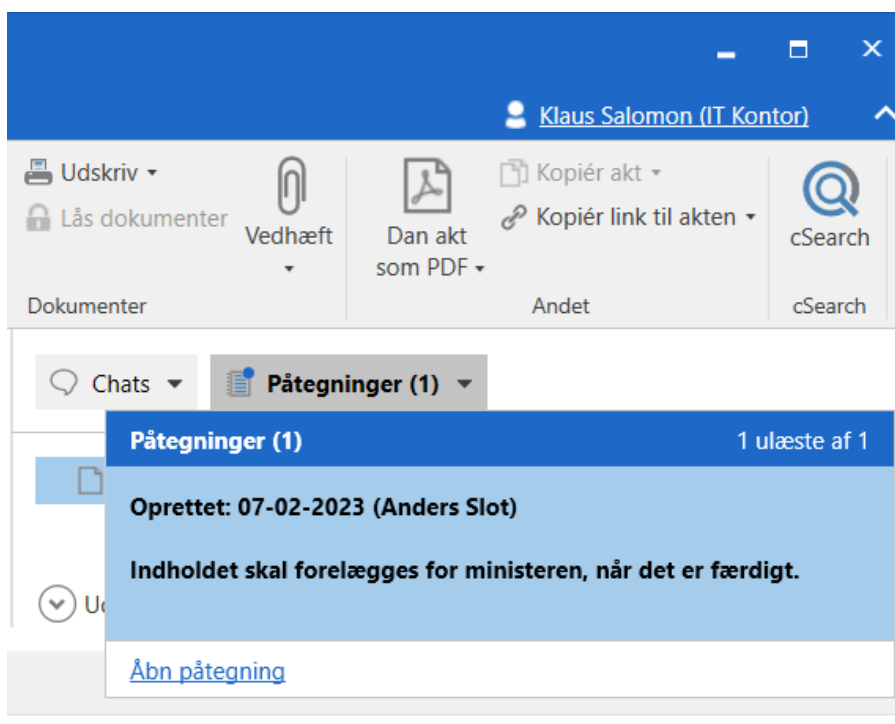 Klaus Salomon (IT Kontor)
Udskriv
Lås dokumenter
Vedhæft
Dokumenter
Dan akt
som PDF
Kopiér akt
Kopiér link til akten
Andet
cSearch
cSearch
Chats
Påtegninger (1)
Påtegninger (1) 1 ulæste af 1
Oprettet: 07-02-2023 (Anders Slot)
Indholdet skal forelægges for ministeren, når det er færdigt.
Åbn påtegning